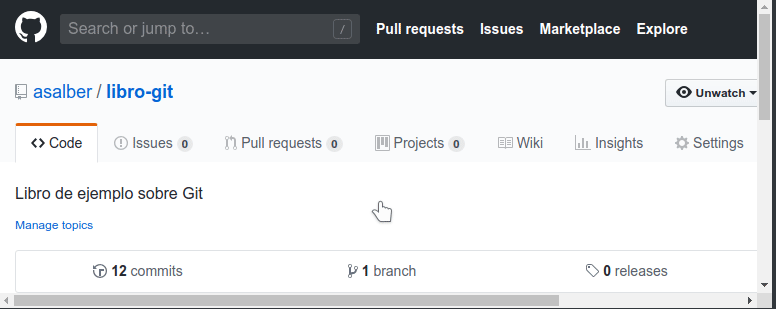 Search or jump to… / Pull requests Issues Marketplace Explore
asalber / libro-git Unwatch
Code Issues 0 Pull requests 0 Projects 0 Wiki Insights Settings
Libro de ejemplo sobre Git
Manage topics
12 commits 1 branch 0 releases